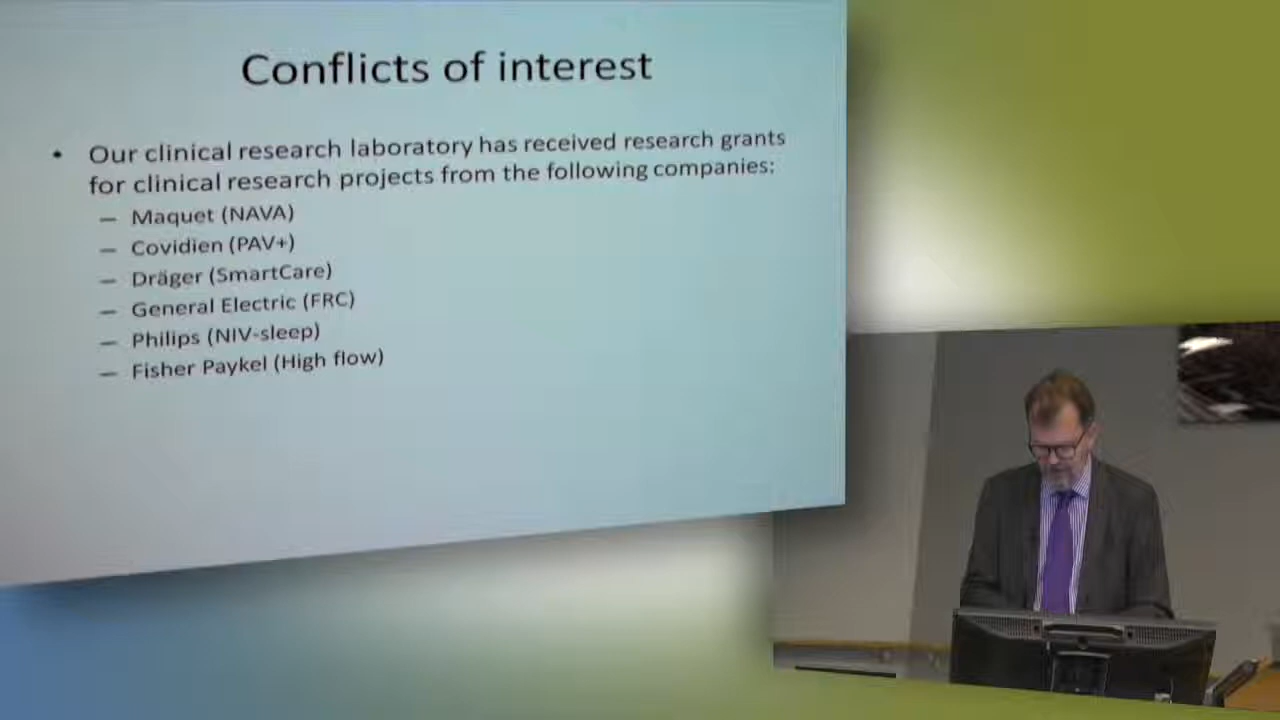 Conflicts of interest
• Our clinical research laboratory has received research grants
for clinical research projects from the following companies:
– Maquet (NAVA)
– Covidien (PAV+)
– Dräger (SmartCare)
– General Electric (FRC)
– Philips (NIV-sleep)
– Fisher Paykel (High flow)